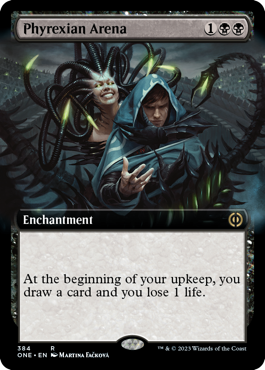 Phyrexian Arena 1
Enchantment
At the beginning of your upkeep, you
draw a card and you lose 1 life.
384 R
ONE • EN Martina Fačková ™ & © 2023 Wizards of the Coast